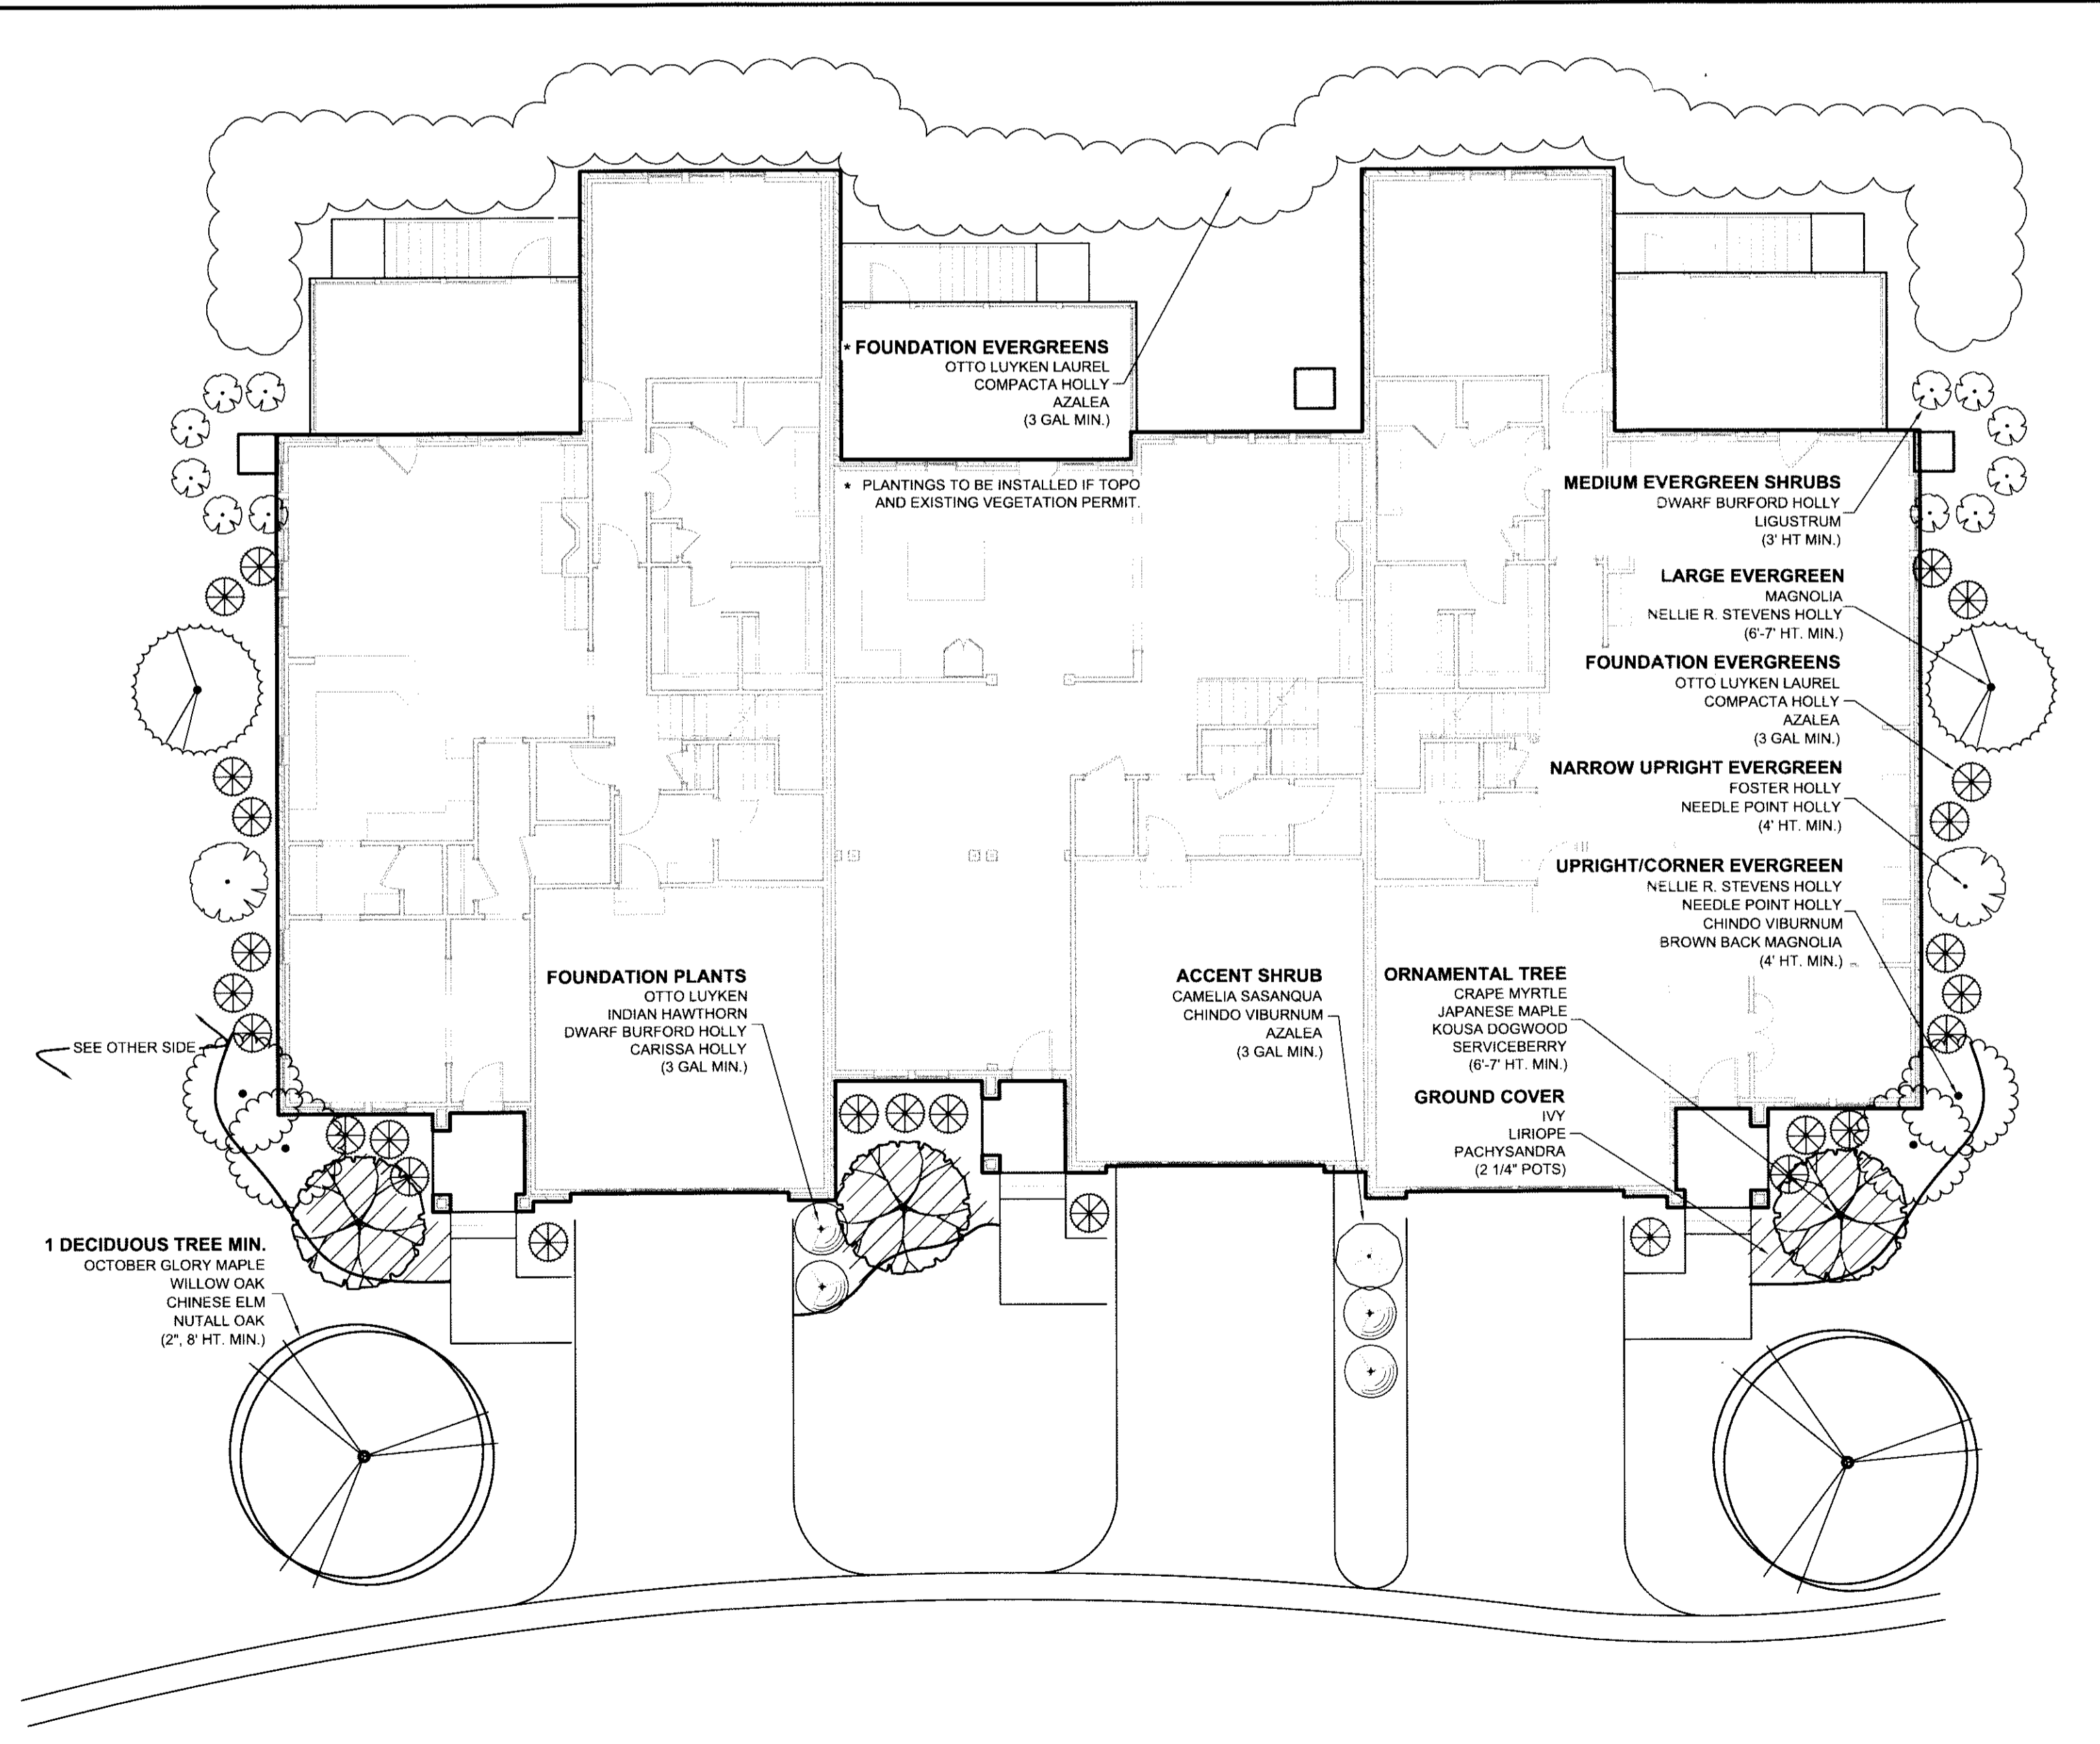 * FOUNDATION EVERGREENS
OTTO LUYKEN LAUREL
COMPACTA HOLLY
AZALEA
(3 GAL MIN.)
* PLANTINGS TO BE INSTALLED IF TOPO
AND EXISTING VEGETATION PERMIT.
MEDIUM EVERGREEN SHRUBS
DWARF BURFORD HOLLY
LIGUSTRUM
(3' HT MIN.)
LARGE EVERGREEN
MAGNOLIA
NELLIE R. STEVENS HOLLY
(6'-7' HT. MIN.)
FOUNDATION EVERGREENS
OTTO LUYKEN LAUREL
COMPACTA HOLLY
AZALEA
(3 GAL MIN.)
NARROW UPRIGHT EVERGREEN
FOSTER HOLLY
NEEDLE POINT HOLLY
(4' HT. MIN.)
UPRIGHT/CORNER EVERGREEN
NELLIE R. STEVENS HOLLY
NEEDLE POINT HOLLY
CHINDO VIBURNUM
BROWN BACK MAGNOLIA
(4' HT. MIN.)
FOUNDATION PLANTS
OTTO LUYKEN
INDIAN HAWTHORN
DWARF BURFORD HOLLY
CARISSA HOLLY
(3 GAL MIN.)
ACCENT SHRUB
CAMELIA SASANQUA
CHINDO VIBURNUM
AZALEA
(3 GAL MIN.)
ORNAMENTAL TREE
CRAPE MYRTLE
JAPANESE MAPLE
KOUSA DOGWOOD
SERVICEBERRY
(6'-7' HT. MIN.)
GROUND COVER
IVY
LIRIOPE
PACHYSANDRA
(2 1/4" POTS)
SEE OTHER SIDE
1 DECIDUOUS TREE MIN.
OCTOBER GLORY MAPLE
WILLOW OAK
CHINESE ELM
NUTALL OAK
(2", 8' HT. MIN.)